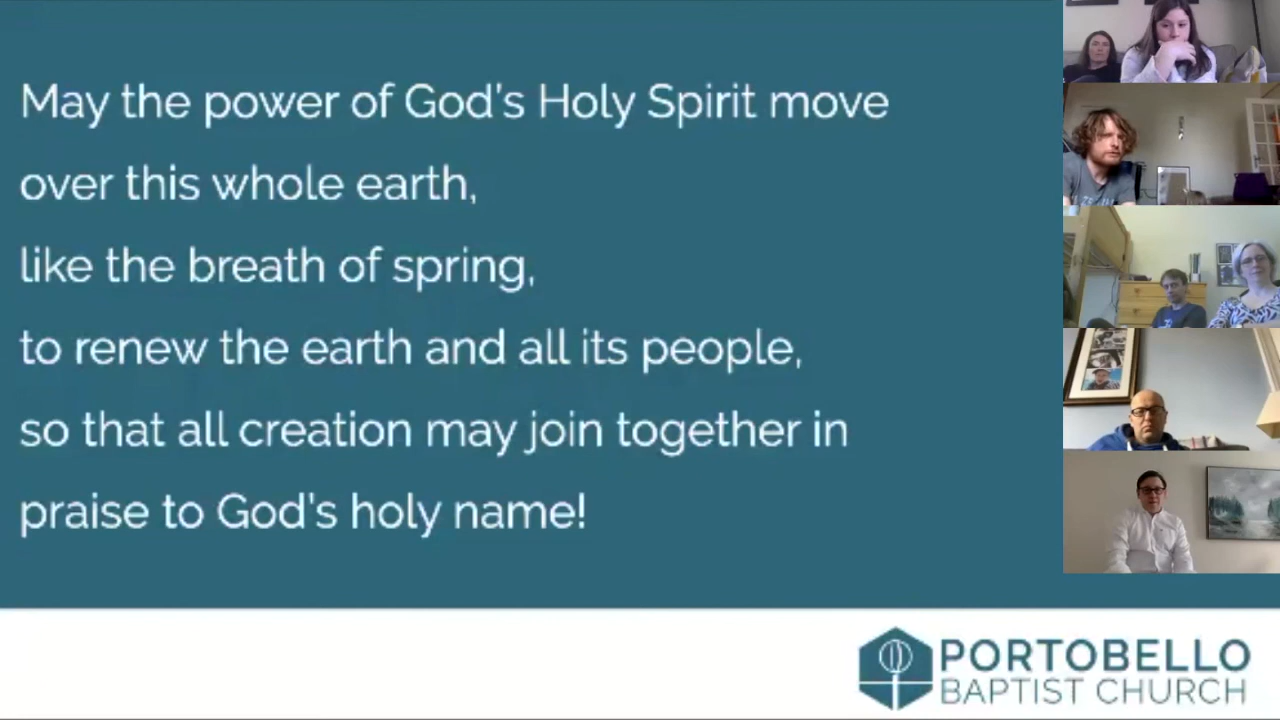 May the power of God's Holy Spirit move
over this whole earth,
like the breath of spring,
to renew the earth and all its people,
so that all creation may join together in
praise to God's holy name!
PORTOBELLO
BAPTIST CHURCH